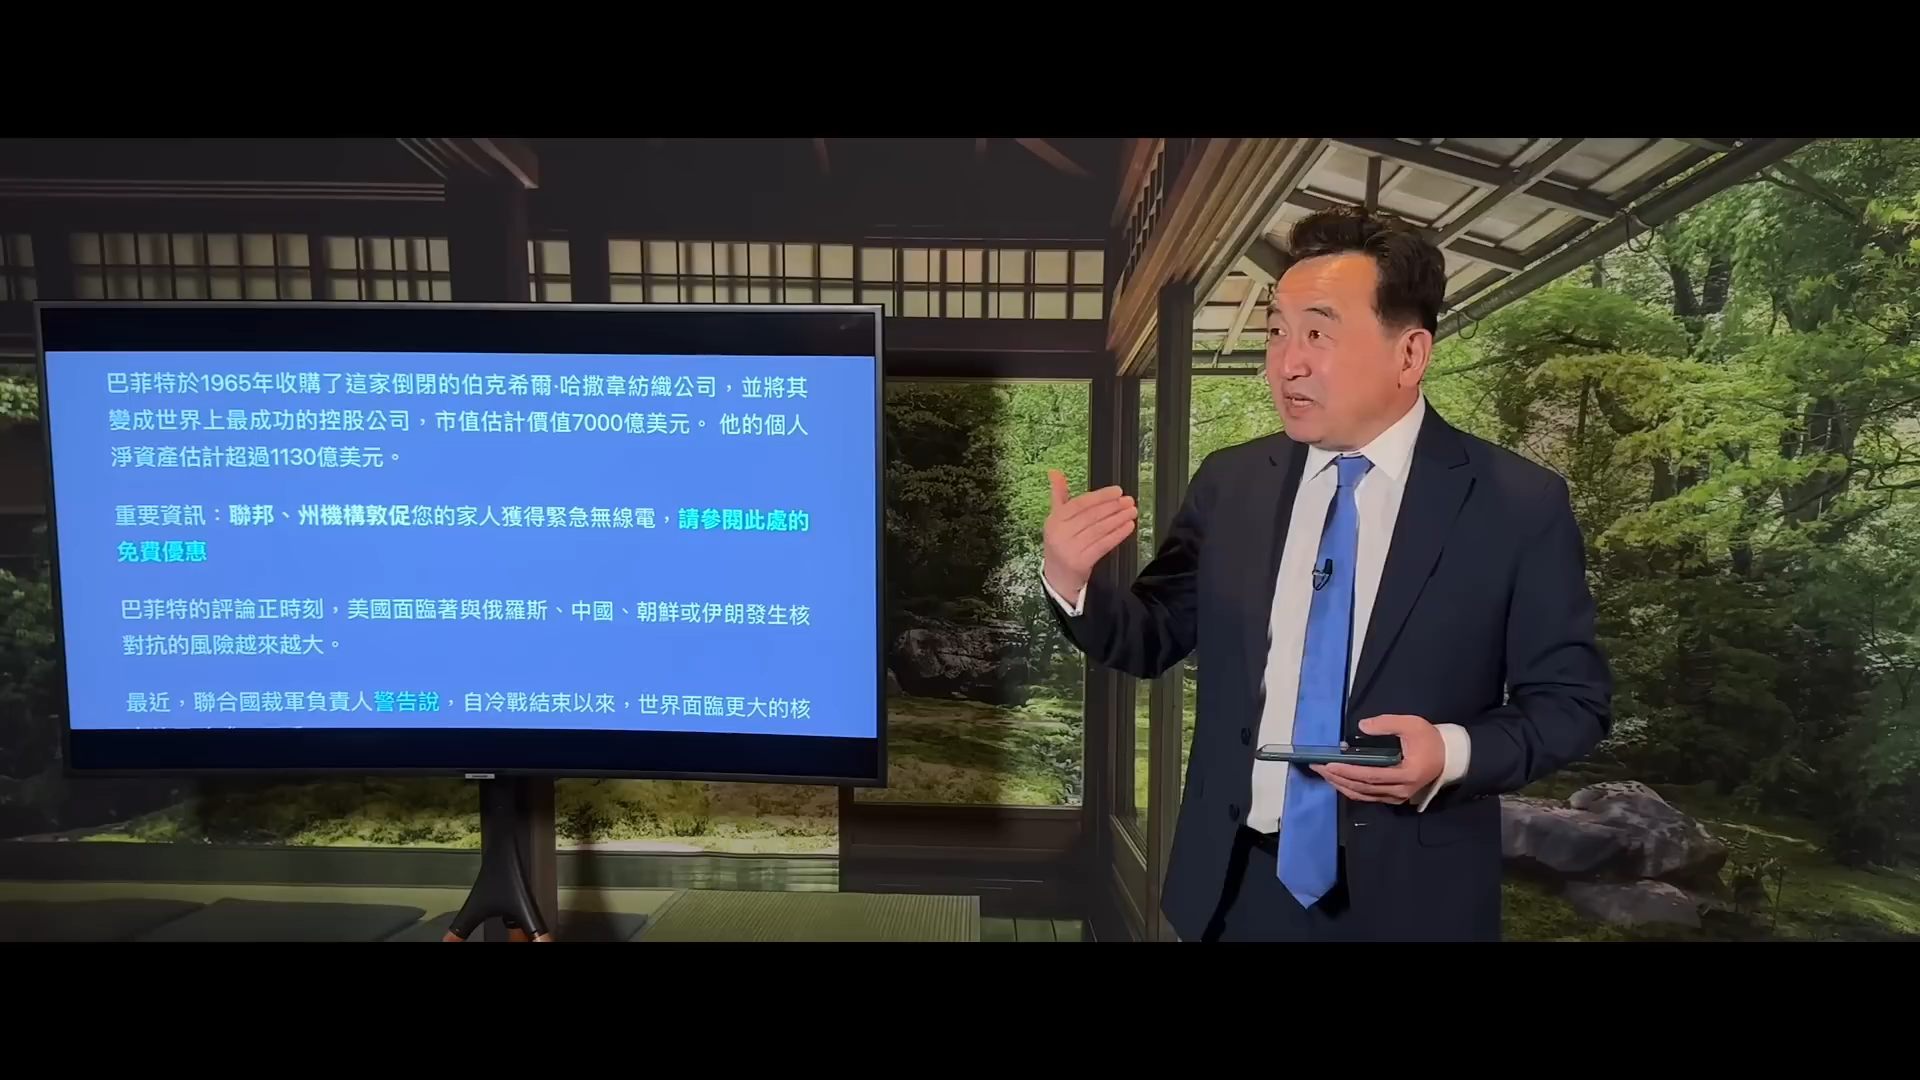 巴菲特於1965年收購了這家倒閉的伯克希爾·哈撒韋紡織公司，並將其
變成世界上最成功的控股公司，市值估計價值7000億美元。 他的個人
淨資產估計超過1130億美元。
重要資訊：聯邦、州機構敦促您的家人獲得緊急無線電，請參閱此處的
免費優惠
巴菲特的評論正時刻，美國面臨著與俄羅斯、中國、朝鮮或伊朗發生核
對抗的風險越來越大。
最近，聯合國裁軍負責人警告說，自冷戰結束以來，世界面臨更大的核